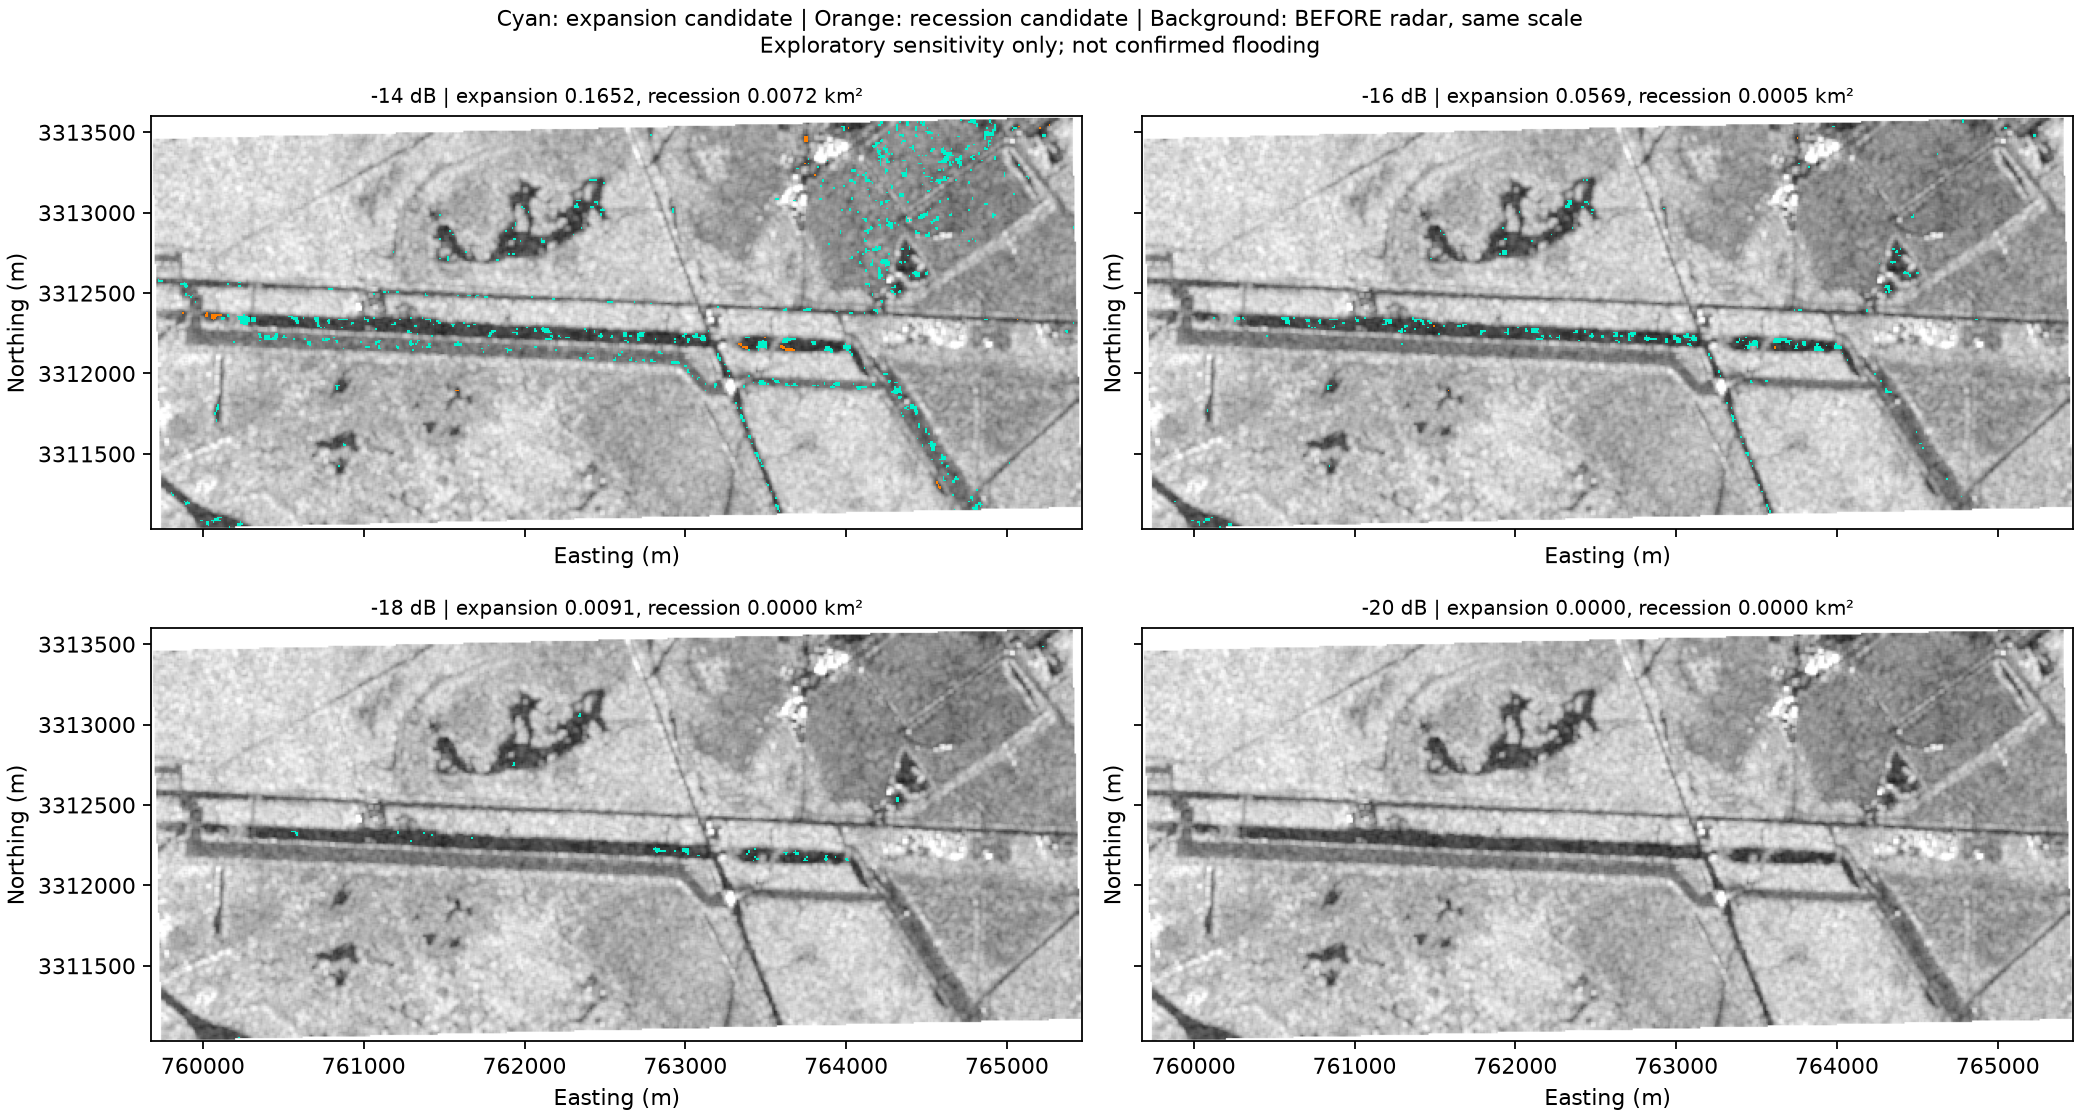 Cyan: expansion candidate | Orange: recession candidate | Background: BEFORE radar, same scale
Exploratory sensitivity only; not confirmed flooding
-14 dB | expansion 0.1652, recession 0.0072 km²
-16 dB | expansion 0.0569, recession 0.0005 km²
3313500
3313000
3312500
3312000
3311500
Northing (m)
Northing (m)
Easting (m)
Easting (m)
-18 dB | expansion 0.0091, recession 0.0000 km²
-20 dB | expansion 0.0000, recession 0.0000 km²
3313500
3313000
3312500
3312000
3311500
Northing (m)
Northing (m)
760000 761000 762000 763000 764000 765000
760000 761000 762000 763000 764000 765000
Easting (m)
Easting (m)